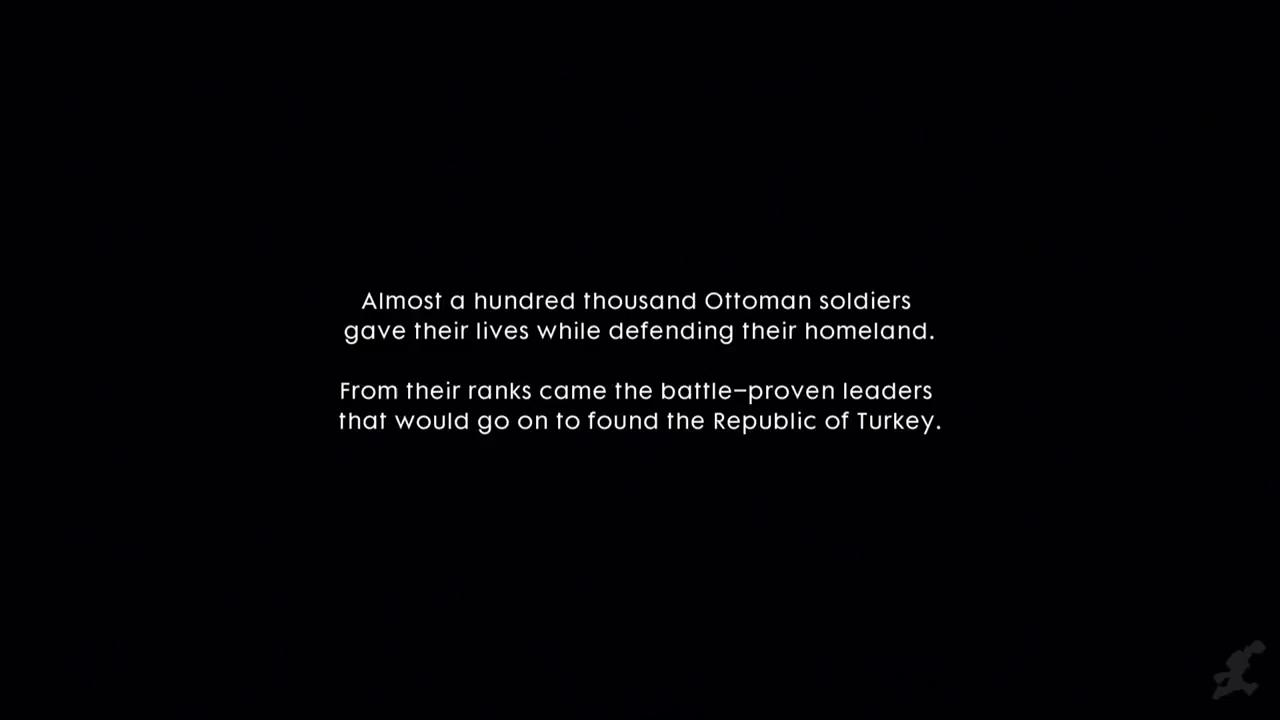 Almost a hundred thousand Ottoman soldiers
gave their lives while defending their homeland.
From their ranks came the battle-proven leaders
that would go on to found the Republic of Turkey.